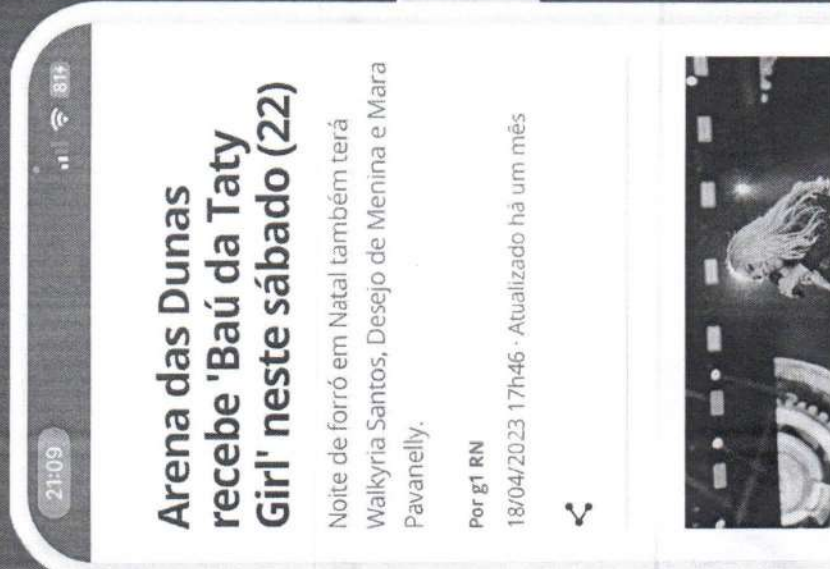 21:09
81
Arena das Dunas
recebe 'Baú da Taty
Girl' neste sábado (22)
Noite de forró em Natal também terá
Walkyria Santos, Desejo de Menina e Mara
Pavanelly.
Por g1 RN
18/04/2023 17h46 · Atualizado há um mês